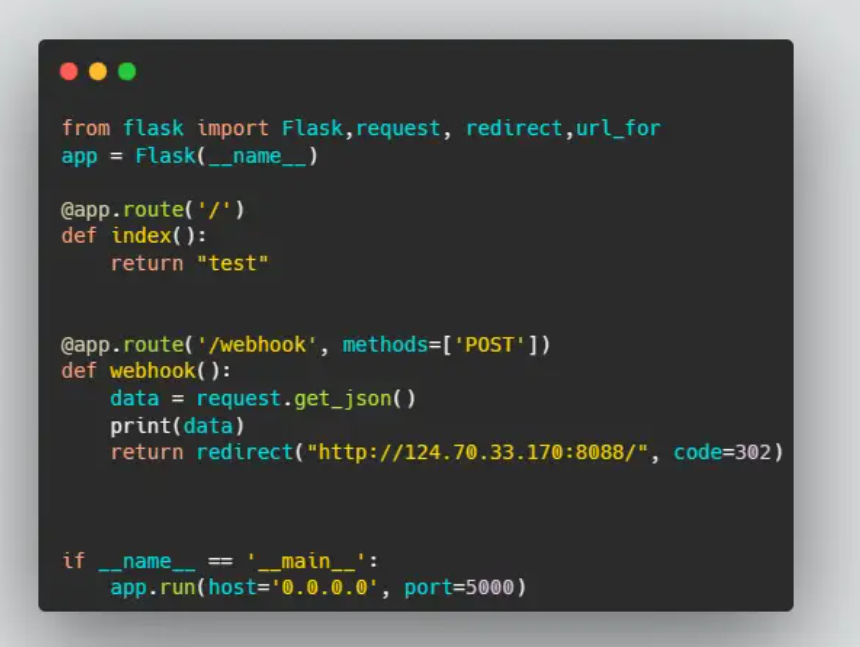 from flask import Flask,request, redirect,url_for
app = Flask(__name__)
@app.route('/')
def index():
    return "test"
@app.route('/webhook', methods=['POST'])
def webhook():
    data = request.get_json()
    print(data)
    return redirect("http://124.70.33.170:8088/", code=302)
if __name__ == '__main__':
    app.run(host='0.0.0.0', port=5000)